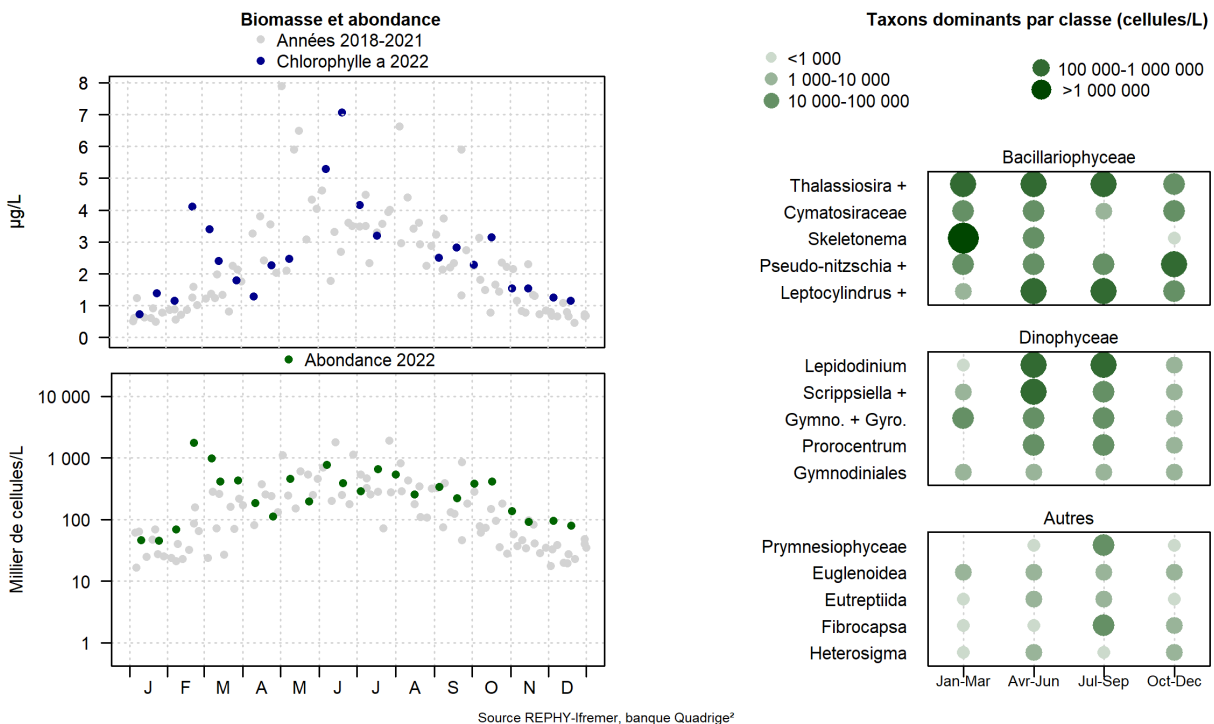 Biomasse et abondance
Années 2018-2021
Chlorophylle a 2022
µg/L
8
7
6
5
4
3
2
1
0
Abondance 2022
Millier de cellules/L
10 000
1 000
100
10
1
J F M A M J J A S O N D
Taxons dominants par classe (cellules/L)
<1 000
1 000-10 000
10 000-100 000
100 000-1 000 000
>1 000 000
Bacillariophyceae
Thalassiosira +
Cymatosiraceae
Skeletonema
Pseudo-nitzschia +
Leptocylindrus +
Dinophyceae
Lepidodinium
Scrippsiella +
Gymno. + Gyro.
Prorocentrum
Gymnodiniales
Autres
Prymnesiophyceae
Euglenoidea
Eutreptiida
Fibrocapsa
Heterosigma
Jan-Mar Avr-Jun Jul-Sep Oct-Dec
Source REPHY-Ifremer, banque Quadrige²